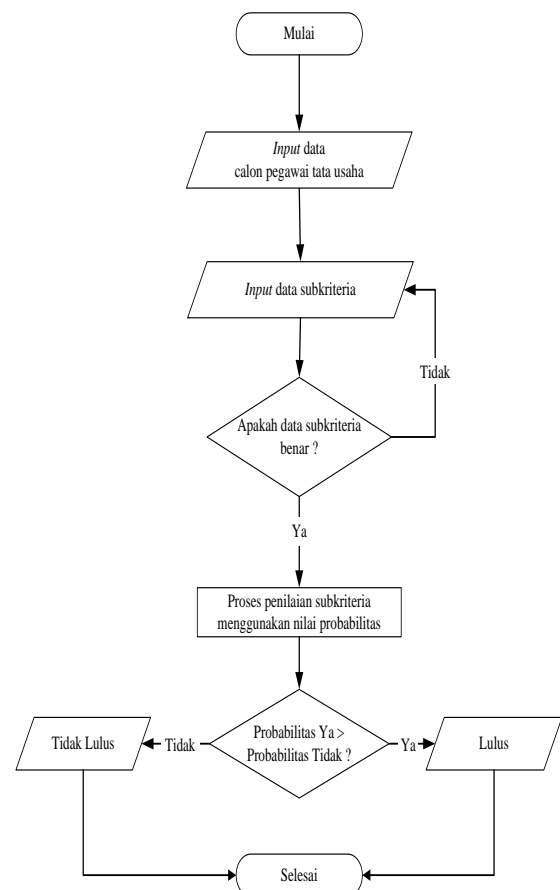 Mulai
Input data
calon pegawai tata usaha
Input data subkriteria
Tidak
Apakah data subkriteria
benar ?
Ya
Proses penilaian subkriteria
menggunakan nilai probabilitas
Probabilitas Ya >
Probabilitas Tidak ?
Tidak Lulus
Tidak
Ya
Lulus
Selesai